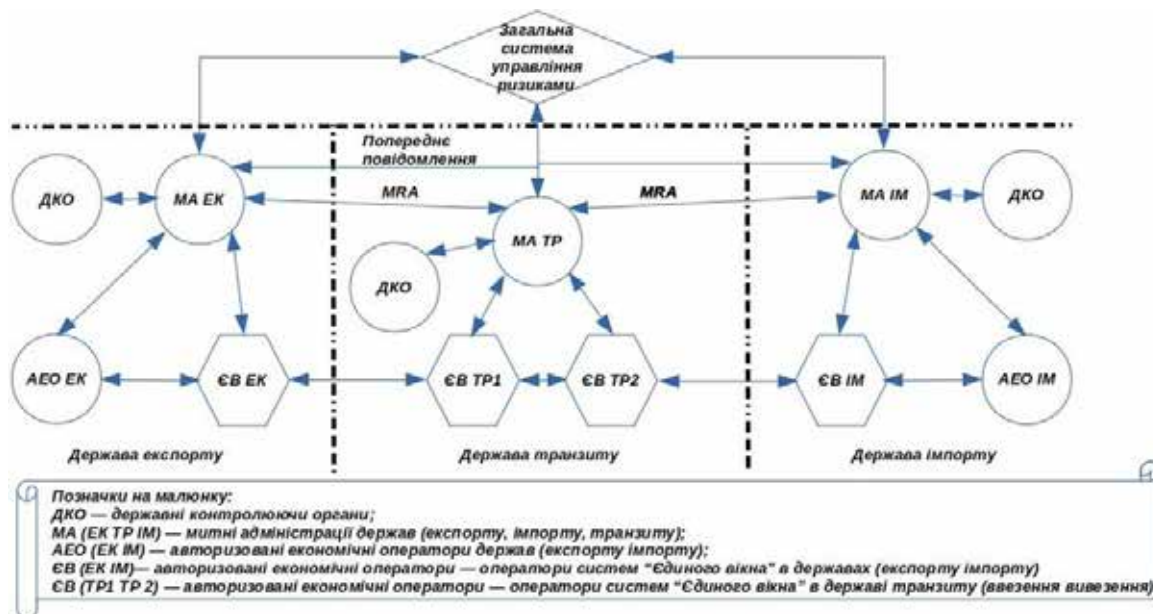 Загальна
система
управління
ризиками
Попереднє
повідомлення
ДКО
МА ЕК
MRA
MRA
МА ІМ
ДКО
МА ТР
ДКО
АЕО ЕК
ЄВ ЕК
ЄВ ТР1
ЄВ ТР2
ЄВ ІМ
АЕО ІМ
Держава експорту
Держава транзиту
Держава імпорту
Позначки на малюнку:
ДКО — державні контролюючи органи;
МА (ЕК ТР ІМ) — митні адміністрації держав (експорту, імпорту, транзиту);
АЕО (ЕК ІМ) — авторизовані економічні оператори держав (експорту імпорту);
ЄВ (ЕК ІМ)— авторизовані економічні оператори — оператори систем “Єдиного вікна” в державах (експорту імпорту)
ЄВ (ТР1 ТР 2) — авторизовані економічні оператори — оператори систем “Єдиного вікна” в державі транзиту (ввезення вивезення)